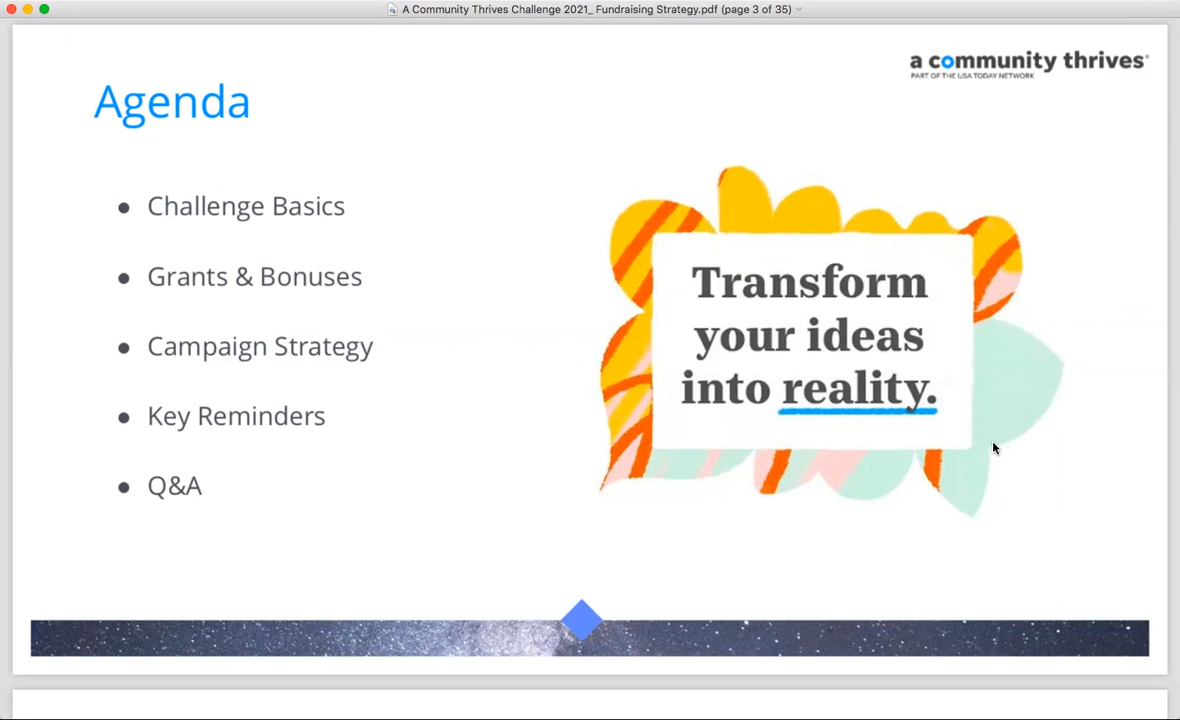 A Community Thrives Challenge 2021_ Fundraising Strategy.pdf (page 3 of 35)
a community thrives®
PART OF THE USA TODAY NETWORK
Agenda
● Challenge Basics
● Grants & Bonuses
● Campaign Strategy
● Key Reminders
● Q&A
Transform
your ideas
into reality.